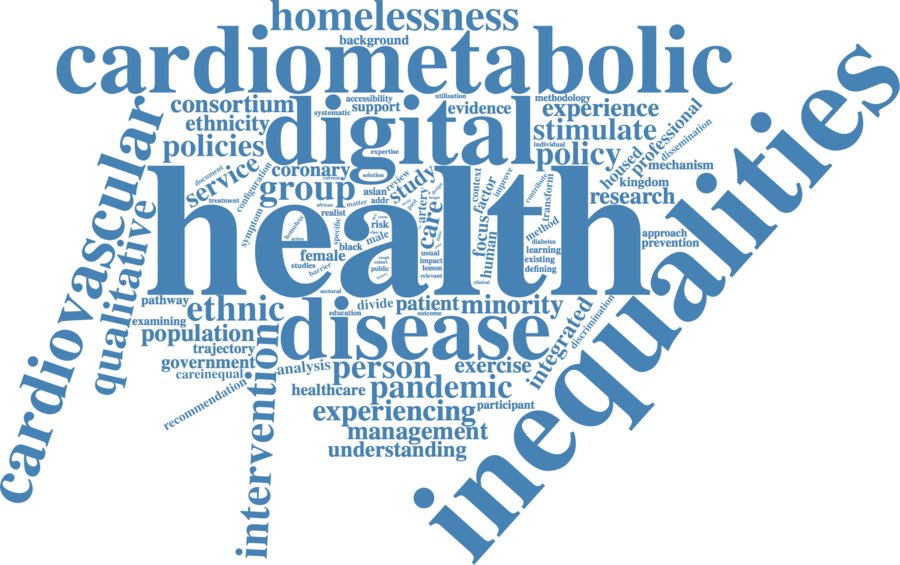 homelessness
background
cardiometabolic
consortium
accessibility
utilisation
support
systematic
evidence
methodology
experience
ethnicity
digital
stimulate
individual
policies
expertise
policy
professional
dissemination
housed
mechanism
document
service
configuration
coronary
current
solution
review
study
context
factor
improve
contribute
transform
kingdom
research
treatment
group
asian
addr
african
matter
artery
cardiovascular
qualitative
symptom
realist
homeless
specific
risk
care
focus
human
method
approach
prevention
health
action
black
male
female
diabetes
learning
existing
defining
usual
impact
lesson
relevant
studies
barrier
cohort
public
clinical
sectoral
inequalities
pathway
ethnic
education
divide
patient
outcome
minority
integrated
discrimination
examining
population
disease
trajectory
government
careinequal
recommendation
intervention
analysis
person
exercise
healthcare
pandemic
experiencing
participant
management
understanding